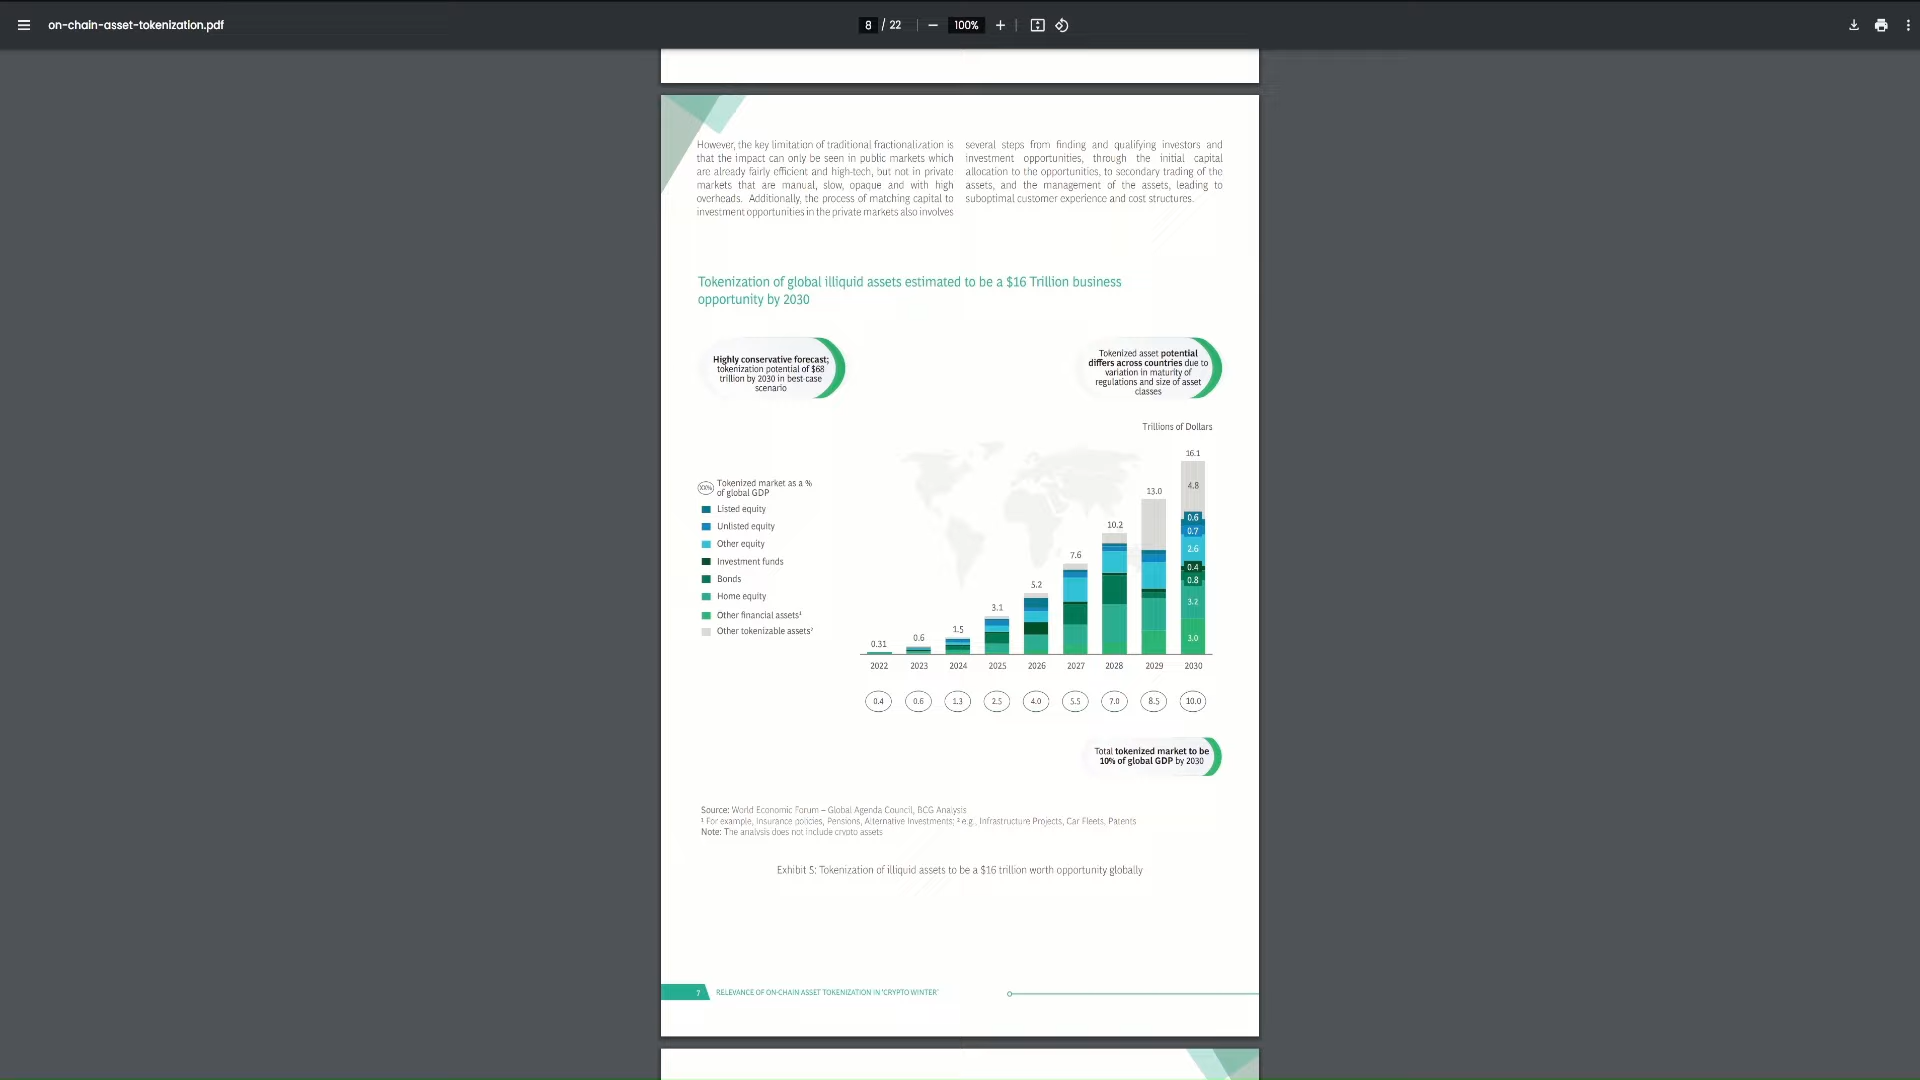 on-chain-asset-tokenization.pdf
8 / 22
100%
However, the key limitation of traditional fractionalization is
that the impact can only be seen in public markets which
are already fairly efficient and high-tech, but not in private
markets that are manual, slow, opaque and with high
overheads. Additionally, the process of matching capital to
investment opportunities in the private markets also involves
several steps from finding and qualifying investors and
investment opportunities, through the initial capital
allocation to the opportunities, to secondary trading of the
assets, and the management of the assets, leading to
suboptimal customer experience and cost structures.
Tokenization of global illiquid assets estimated to be a $16 Trillion business
opportunity by 2030
Highly conservative forecast;
tokenization potential of $68
trillion by 2030 in best-case
scenario
Tokenized asset potential
differs across countries due to
variation in maturity of
regulations and size of asset
classes
Trillions of Dollars
XX% Tokenized market as a %
of global GDP
Listed equity
Unlisted equity
Other equity
Investment funds
Bonds
Home equity
Other financial assets¹
Other tokenizable assets²
0.31
0.6
1.5
3.1
5.2
7.6
10.2
13.0
16.1
4.8
0.6
0.7
2.6
0.4
0.8
3.2
3.0
2022 2023 2024 2025 2026 2027 2028 2029 2030
0.4 0.6 1.3 2.5 4.0 5.5 7.0 8.5 10.0
Total tokenized market to be
10% of global GDP by 2030
Source: World Economic Forum – Global Agenda Council, BCG Analysis
¹ For example, Insurance policies, Pensions, Alternative Investments; ² e.g., Infrastructure Projects, Car Fleets, Patents
Note: The analysis does not include crypto assets
Exhibit 5: Tokenization of illiquid assets to be a $16 trillion worth opportunity globally
7 RELEVANCE OF ON-CHAIN ASSET TOKENIZATION IN 'CRYPTO WINTER'